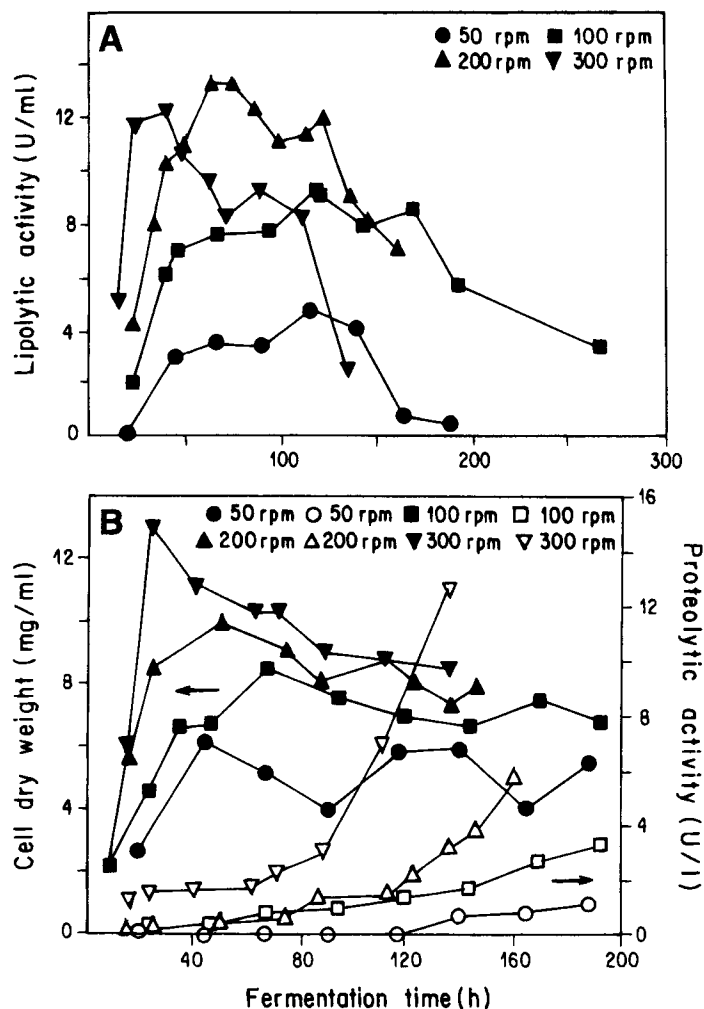 A
50 rpm 100 rpm
200 rpm 300 rpm
Lipolytic activity (U/ml)
12
8
4
0
100 200 300
B
50 rpm 50 rpm 100 rpm 100 rpm
200 rpm 200 rpm 300 rpm 300 rpm
Cell dry weight (mg/ml)
12
8
4
0
16
12
8
4
0
Proteolytic activity (U/l)
40 80 120 160 200
Fermentation time (h)